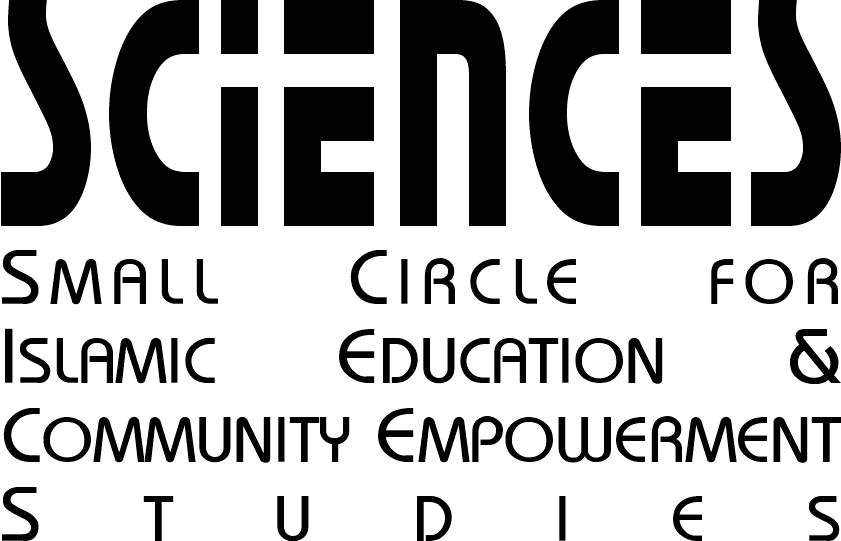 SCiENCES
SMALL CIRCLE FOR
ISLAMIC EDUCATION &
COMMUNITY EMPOWERMENT
STUDIES